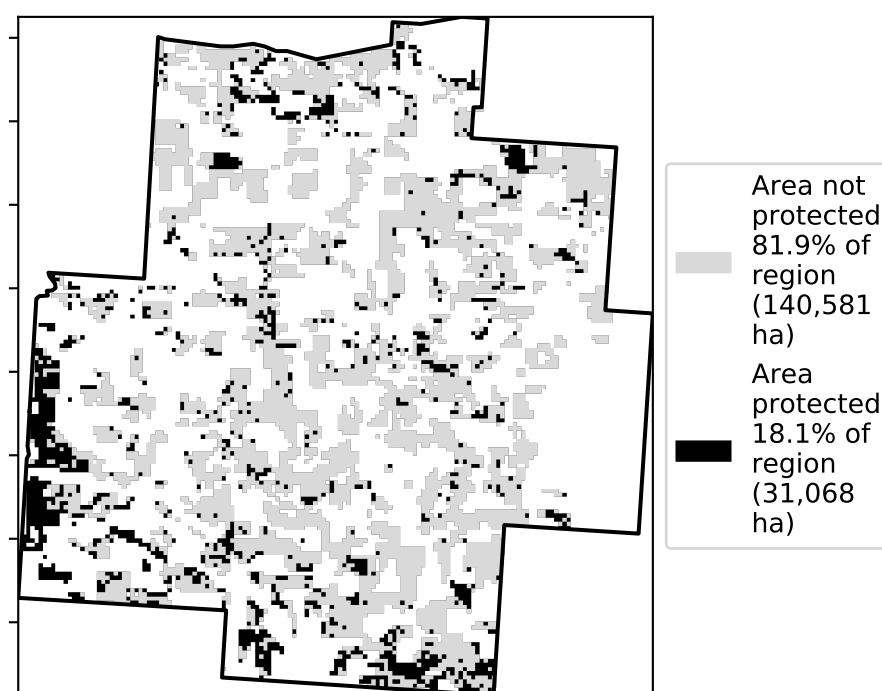 Area not
protected
81.9% of
region
(140,581
ha)
Area
protected
18.1% of
region
(31,068
ha)